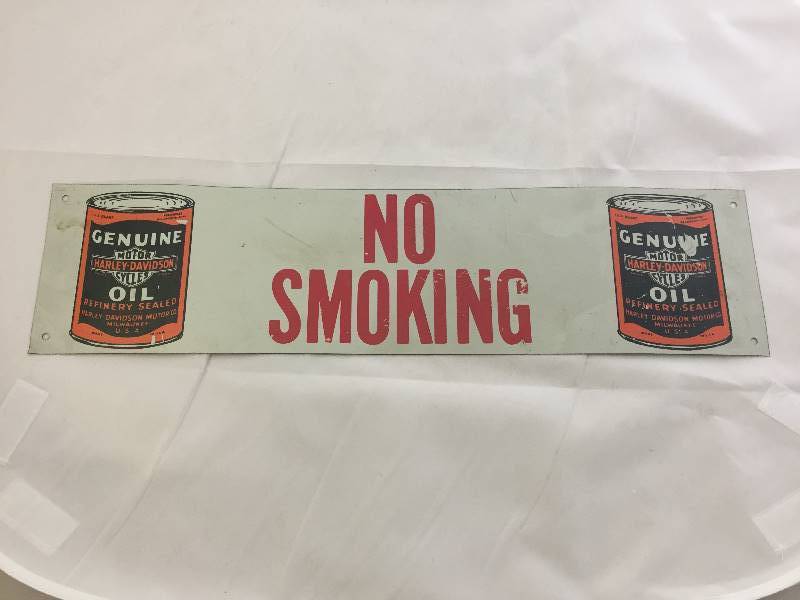 GENUINE
MOTOR
HARLEY-DAVIDSON
CYCLES
OIL
REFINERY SEALED
HARLEY-DAVIDSON MOTOR CO.
MILWAUKEE
U.S.A.
NO
SMOKING
GENUINE
MOTOR
HARLEY-DAVIDSON
CYCLES
OIL
REFINERY SEALED
HARLEY DAVIDSON MOTOR CO.
MILWAUKEE
U.S.A.